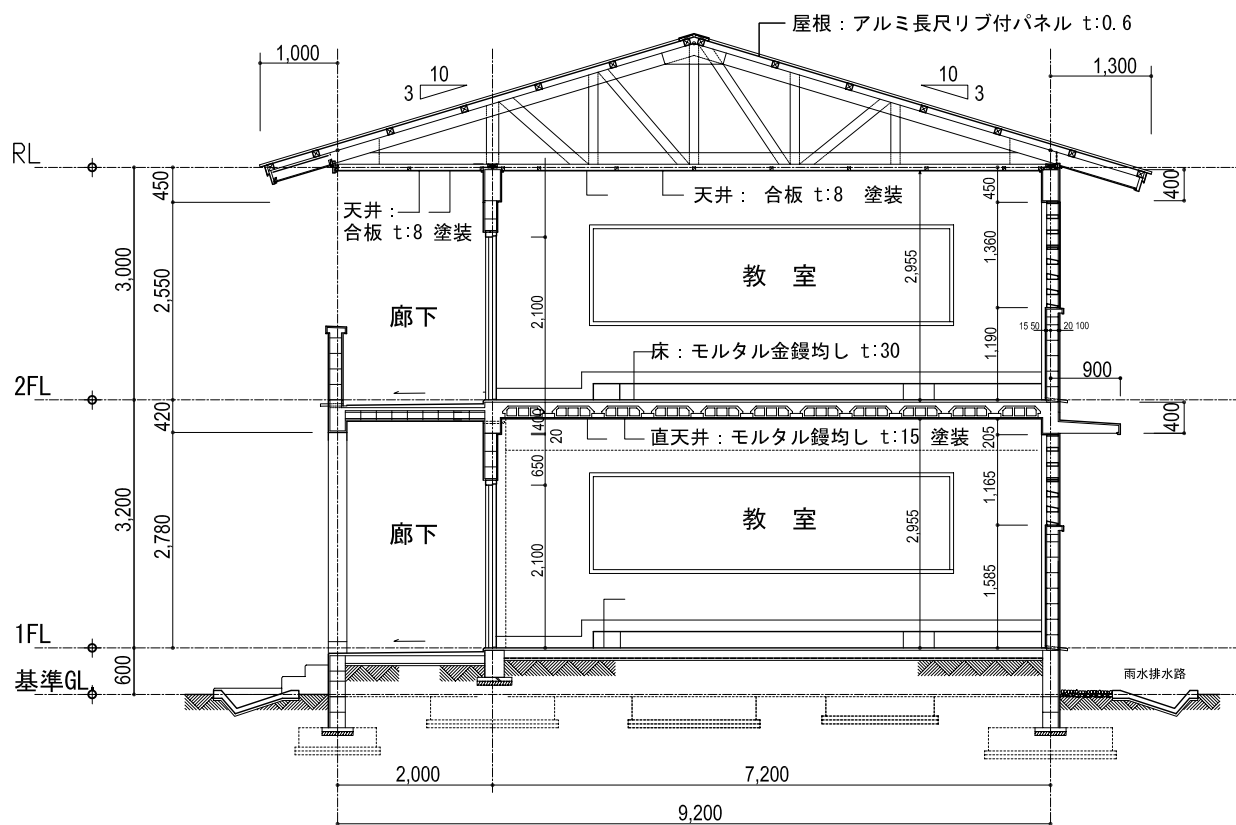 屋根：アルミ長尺リブ付パネル t:0.6
1,000
10
3
10
3
1,300
RL
450
天井：
合板 t:8 塗装
天井： 合板 t:8 塗装
450
400
3,000
2,550
廊下
2,100
教 室
2,955
1,360
15 50
20 100
1,190
床：モルタル金鏝均し t:30
900
2FL
420
400
20
直天井：モルタル鏝均し t:15 塗装
205
400
650
3,200
2,780
廊下
2,100
教 室
2,955
1,165
1,585
1FL
600
基準GL
雨水排水路
2,000
7,200
9,200